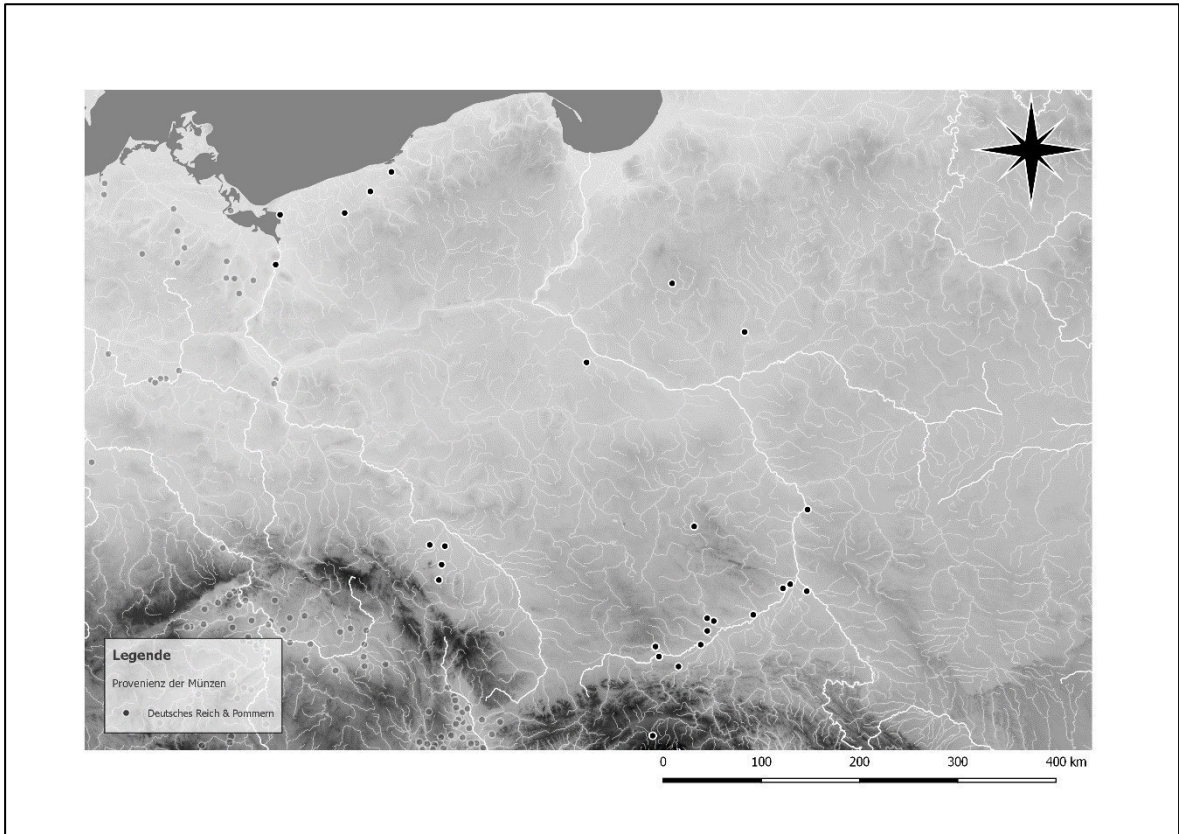 Legende
Provenienz der Münzen
Deutsches Reich & Pommern
0 100 200 300 400 km